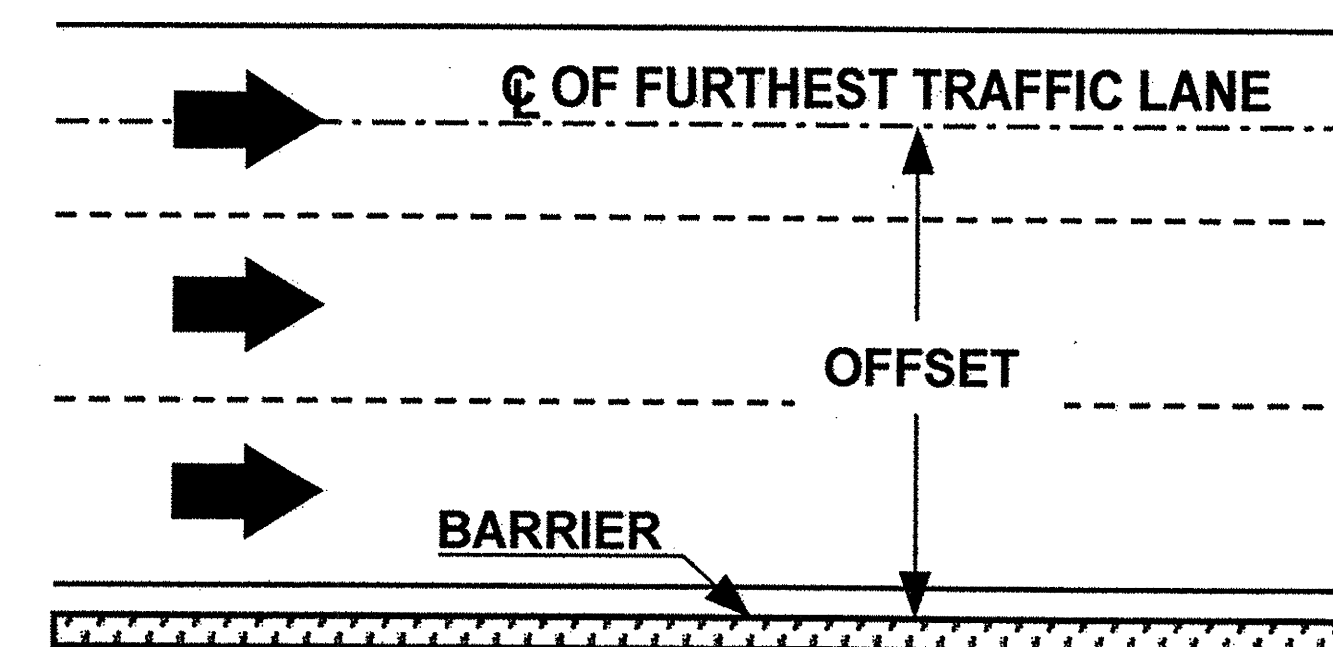 ℄ OF FURTHEST TRAFFIC LANE
OFFSET
BARRIER